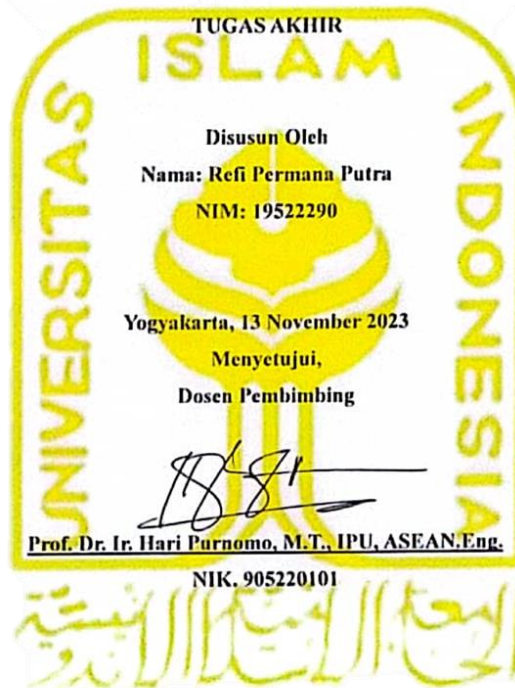 TUGAS AKHIR
ISLAM
UNIVERSITAS
INDONESIA
Disusun Oleh
Nama: Refi Permana Putra
NIM: 19522290
Yogyakarta, 13 November 2023
Menyetujui,
Dosen Pembimbing
Prof. Dr. Ir. Hari Purnomo, M.T., IPU, ASEAN.Eng.
NIK. 905220101